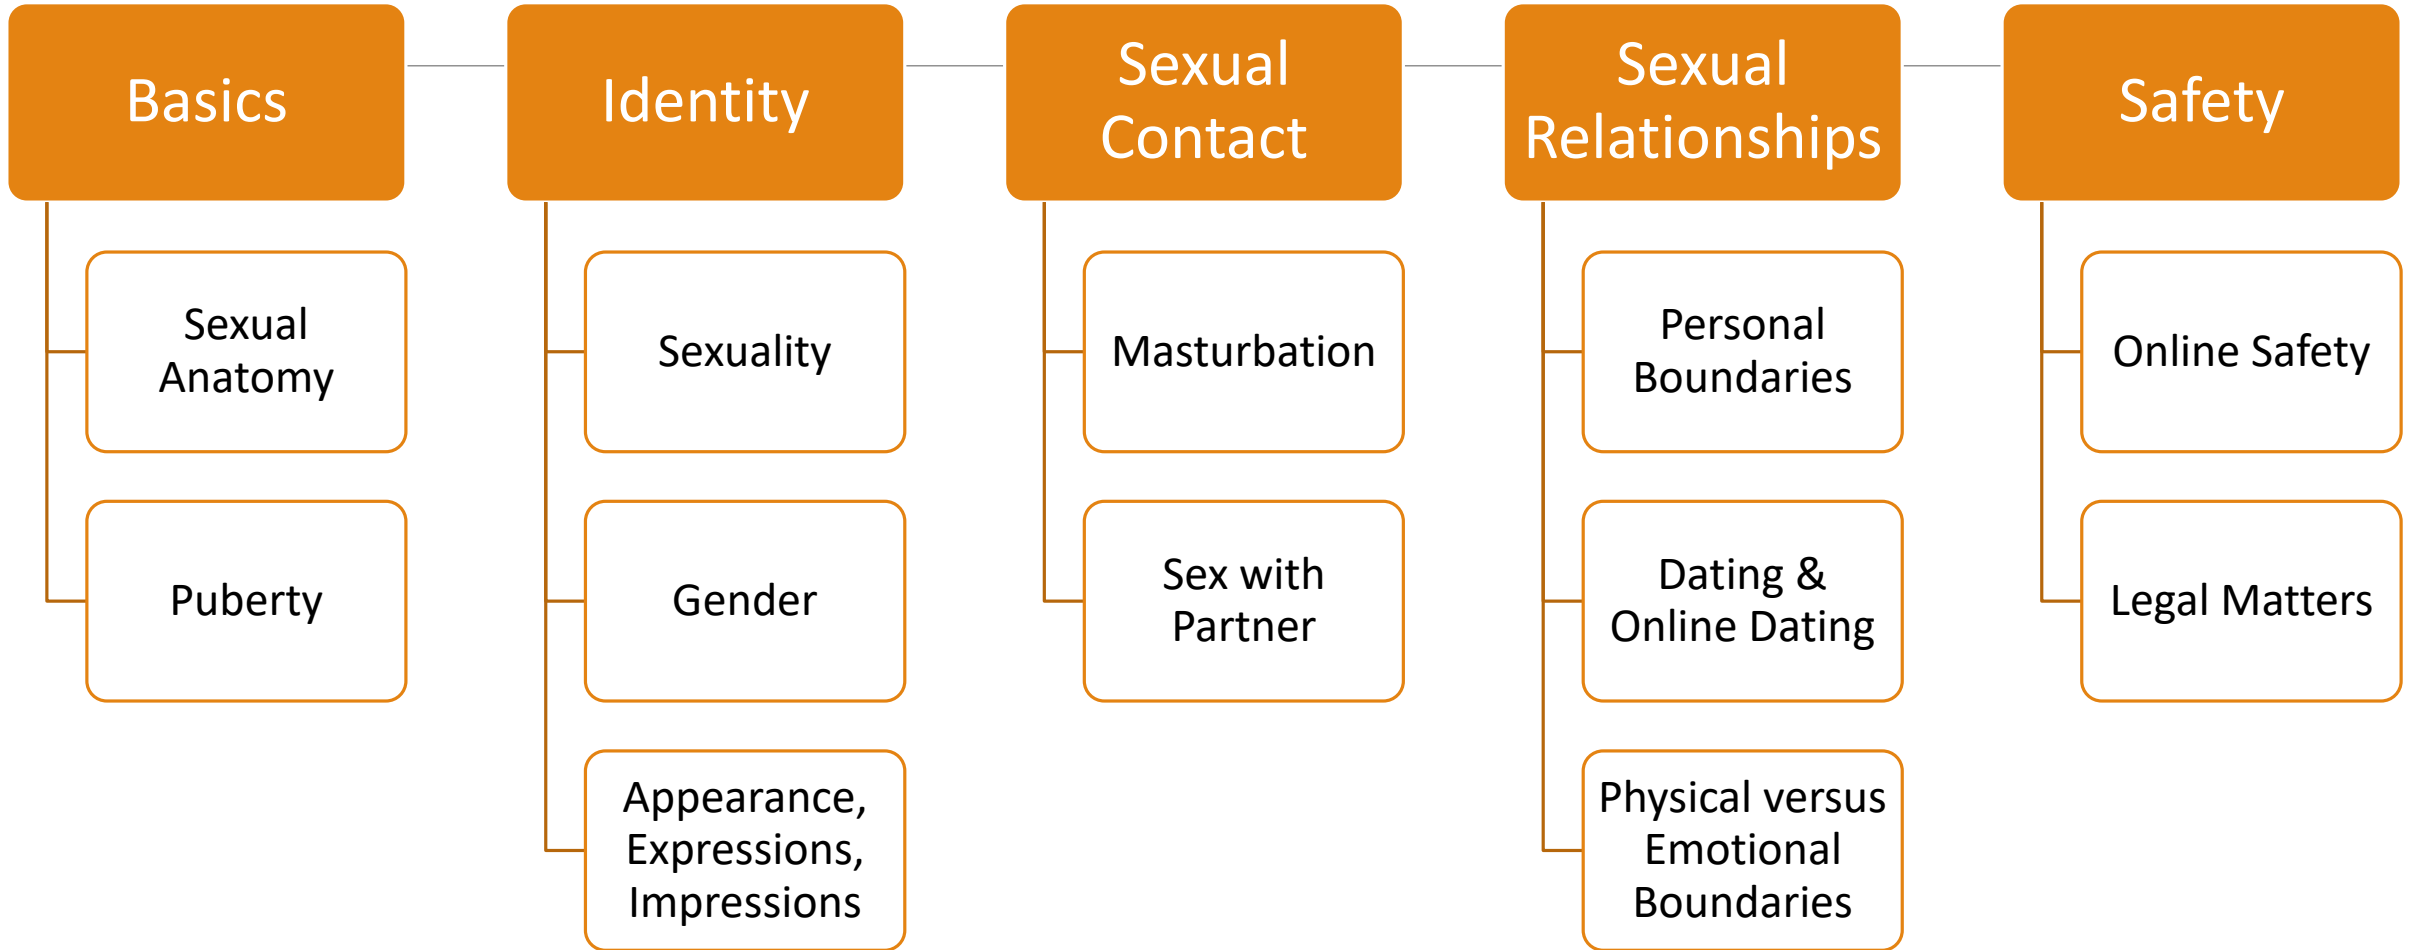 Basics
Sexual
Anatomy
Puberty
Identity
Sexuality
Gender
Appearance,
Expressions,
Impressions
Sexual
Contact
Masturbation
Sex with
Partner
Sexual
Relationships
Personal
Boundaries
Dating &
Online Dating
Physical versus
Emotional
Boundaries
Safety
Online Safety
Legal Matters